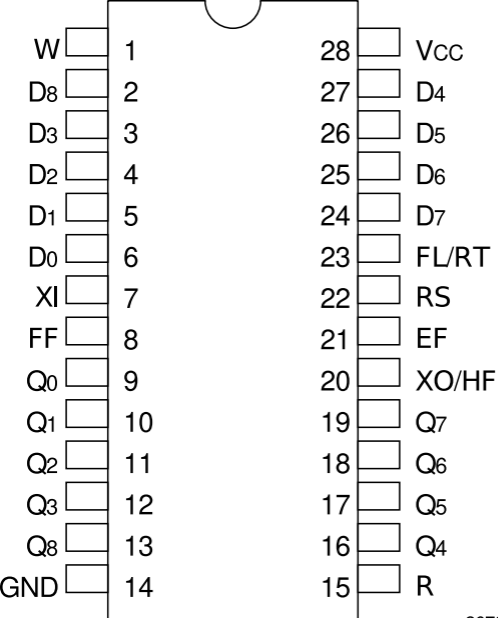 W 1 28 VCC
D8 2 27 D4
D3 3 26 D5
D2 4 25 D6
D1 5 24 D7
D0 6 23 FL/RT
XI 7 22 RS
FF 8 21 EF
Q0 9 20 XO/HF
Q1 10 19 Q7
Q2 11 18 Q6
Q3 12 17 Q5
Q8 13 16 Q4
GND 14 15 R